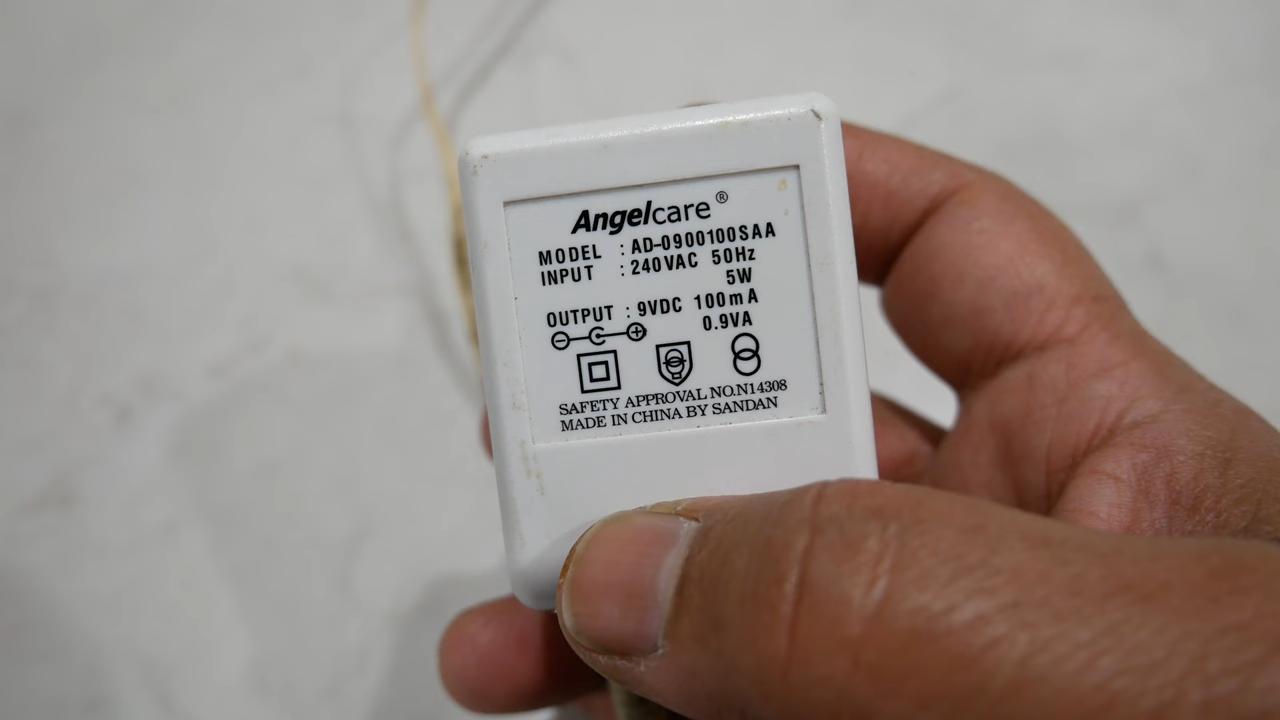 Angelcare®
MODEL : AD-0900100SAA
INPUT : 240VAC 50Hz
5W
OUTPUT : 9VDC 100mA
0.9VA
SAFETY APPROVAL NO.N14308
MADE IN CHINA BY SANDAN